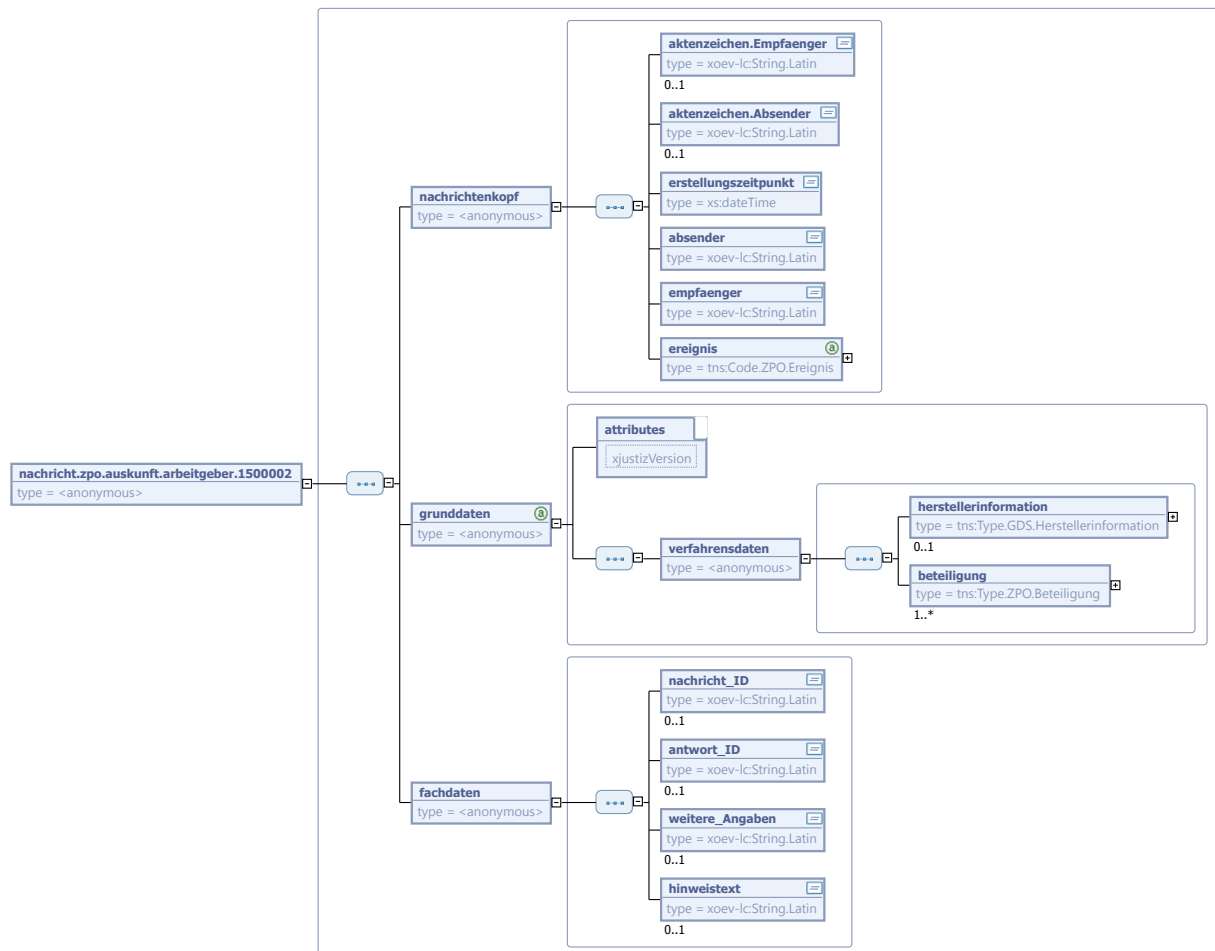 aktenzeichen.Empfaenger
type = xoev-lc:String.Latin
0..1
aktenzeichen.Absender
type = xoev-lc:String.Latin
0..1
erstellungszeitpunkt
type = xs:dateTime
nachrichtenkopf
type = <anonymous>
absender
type = xoev-lc:String.Latin
empfaenger
type = xoev-lc:String.Latin
ereignis
a
type = tns:Code.ZPO.Ereignis
attributes
xjustizVersion
nachricht.zpo.auskunft.arbeitgeber.1500002
type = <anonymous>
grunddaten
a
type = <anonymous>
verfahrensdaten
type = <anonymous>
herstellerinformation
type = tns:Type.GDS.Herstellerinformation
0..1
beteiligung
type = tns:Type.ZPO.Beteiligung
1..*
nachricht_ID
type = xoev-lc:String.Latin
0..1
antwort_ID
type = xoev-lc:String.Latin
0..1
fachdaten
type = <anonymous>
weitere_Angaben
type = xoev-lc:String.Latin
0..1
hinweistext
type = xoev-lc:String.Latin
0..1